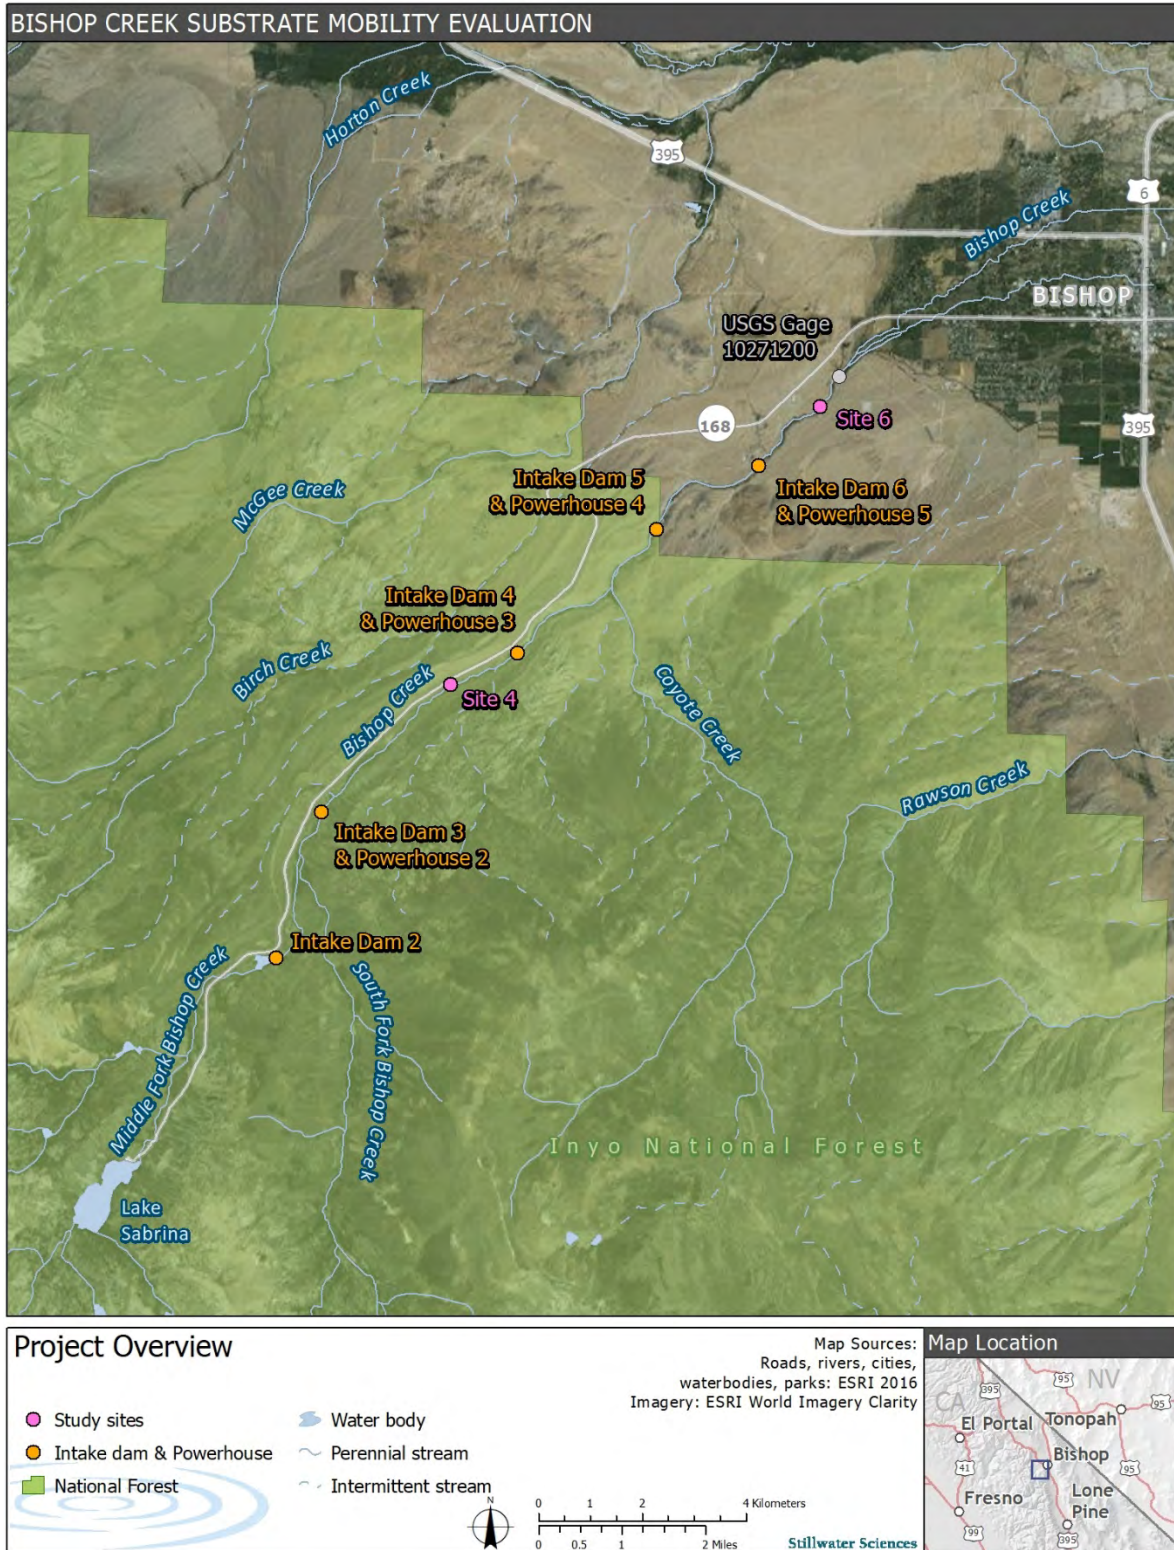 BISHOP CREEK SUBSTRATE MOBILITY EVALUATION
Horton Creek
395
6
Bishop Creek
BISHOP
USGS Gage
10271200
Site 6
168
395
Intake Dam 5
& Powerhouse 4
Intake Dam 6
& Powerhouse 5
McGee Creek
Intake Dam 4
& Powerhouse 3
Birch Creek
Bishop Creek
Site 4
Coyote Creek
Rawson Creek
Intake Dam 3
& Powerhouse 2
Intake Dam 2
Middle Fork Bishop Creek
South Fork Bishop Creek
Inyo National Forest
Lake
Sabrina
Project Overview
Study sites
Intake dam & Powerhouse
National Forest
Water body
Perennial stream
Intermittent stream
Map Sources:
Roads, rivers, cities,
waterbodies, parks: ESRI 2016
Imagery: ESRI World Imagery Clarity
N
0 1 2 4 Kilometers
0 0.5 1 2 Miles
Stillwater Sciences
Map Location
95
NV
395
CA
95
El Portal
Tonopah
41
Bishop
95
Fresno
Lone
Pine
99
395